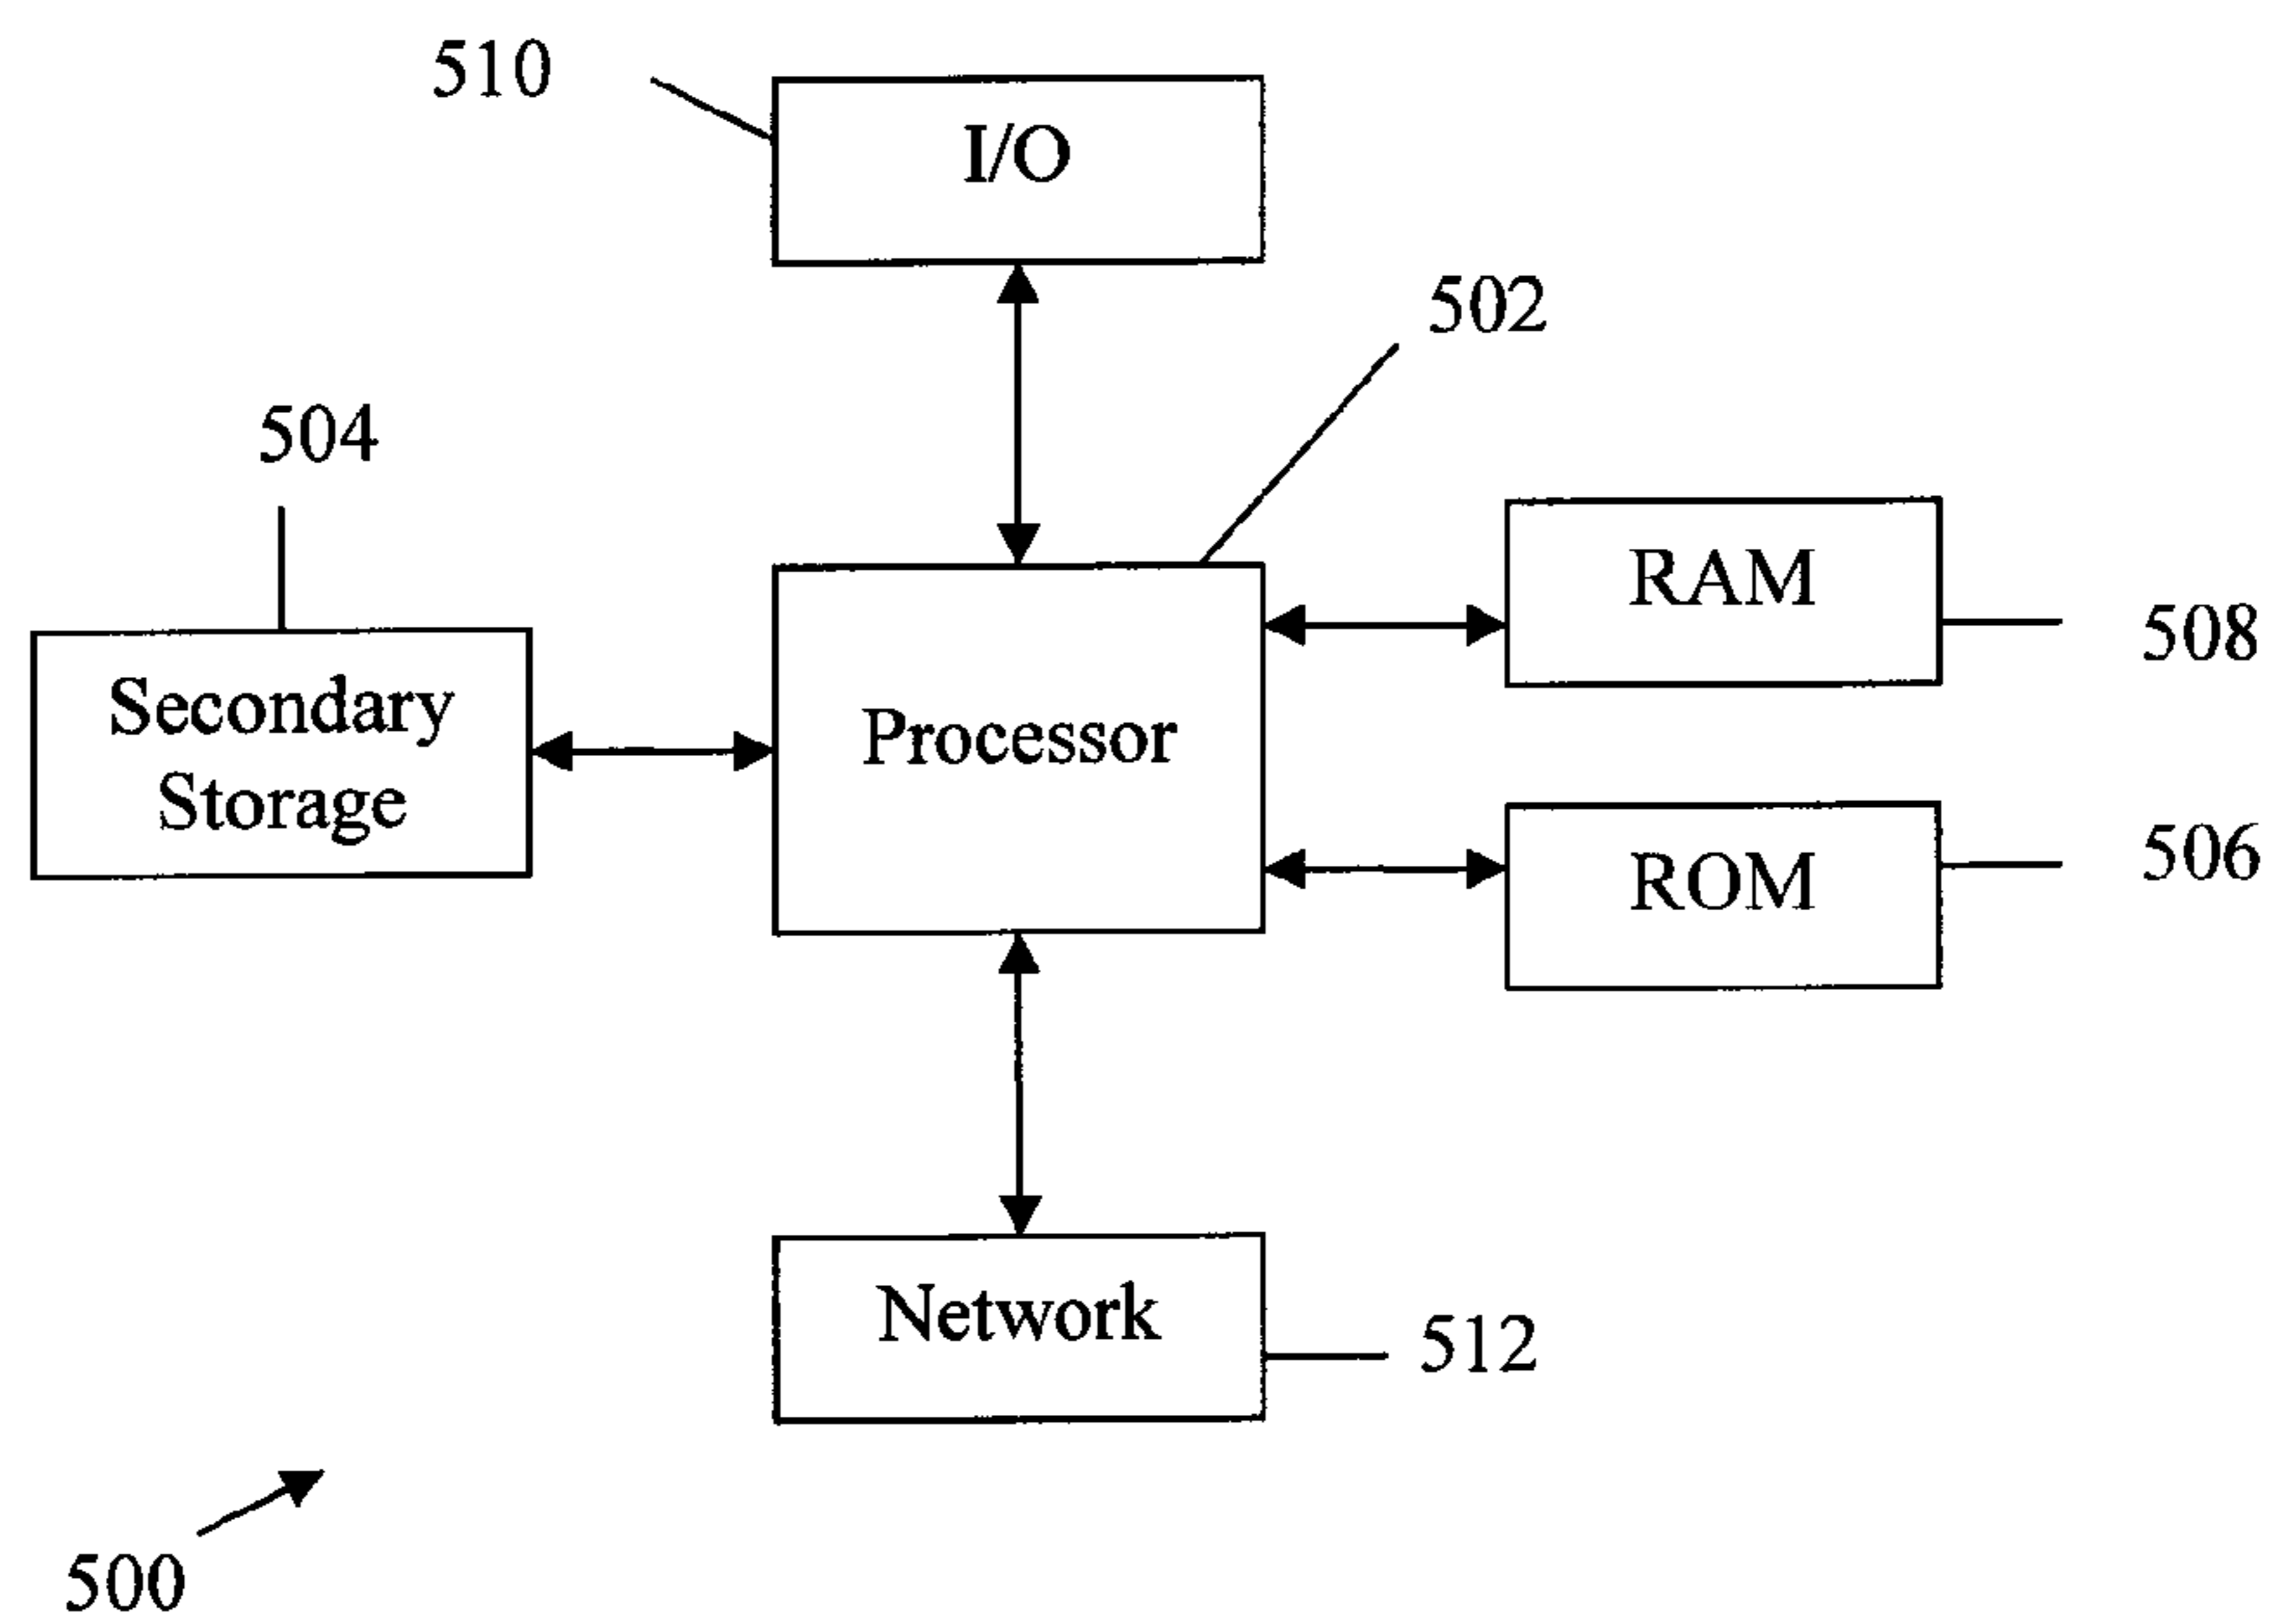 510
I/O
502
504
RAM
508
Secondary
Storage
Processor
ROM
506
Network
512
500